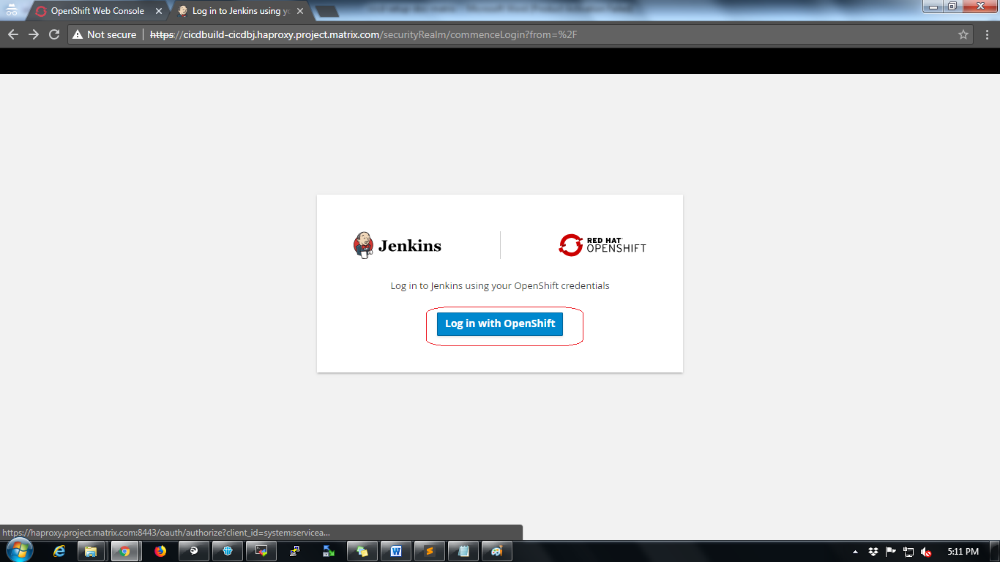 OpenShift Web Console
Log in to Jenkins using yo
Not secure
https://cicdbuild-cicdbj.haproxy.project.matrix.com/securityRealm/commenceLogin?from=%2F
Jenkins
RED HAT®
OPENSHIFT
Log in to Jenkins using your OpenShift credentials
Log in with OpenShift
https://haproxy.project.matrix.com:8443/oauth/authorize?client_id=system:servicea...
5:11 PM